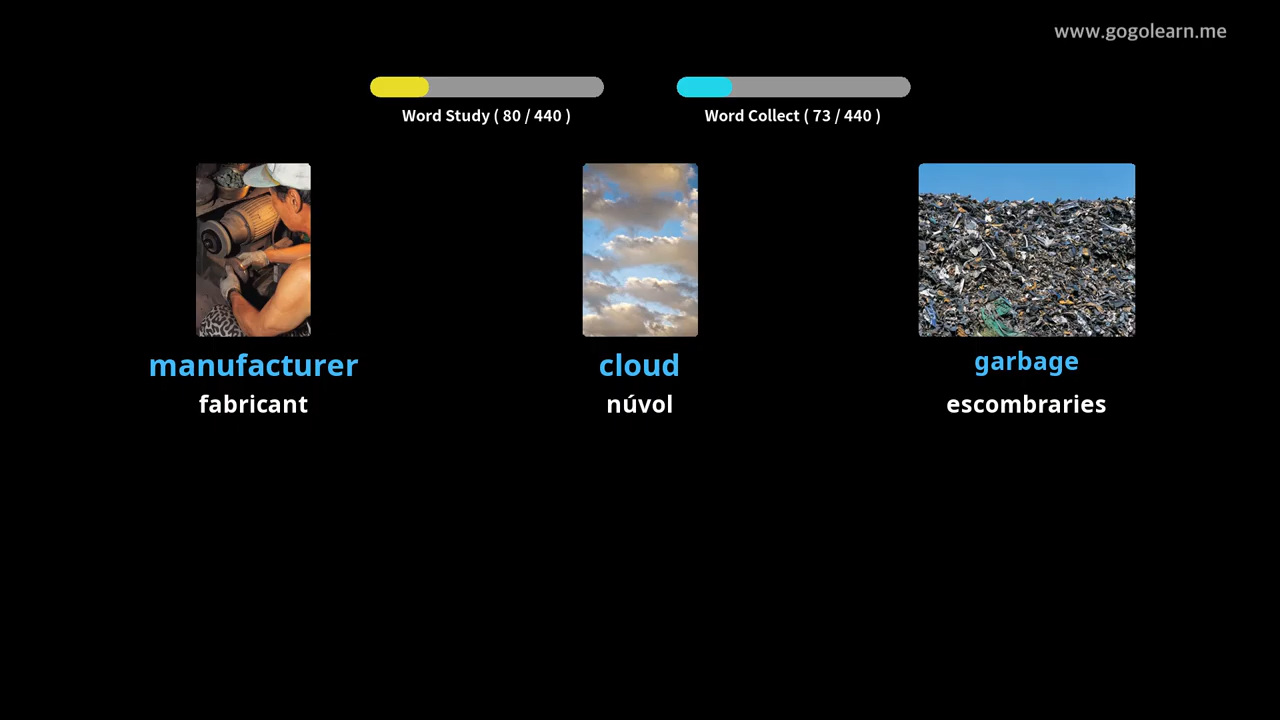 www.gogolearn.me
Word Study ( 80 / 440 )
Word Collect ( 73 / 440 )
manufacturer
fabricant
cloud
núvol
garbage
escombraries